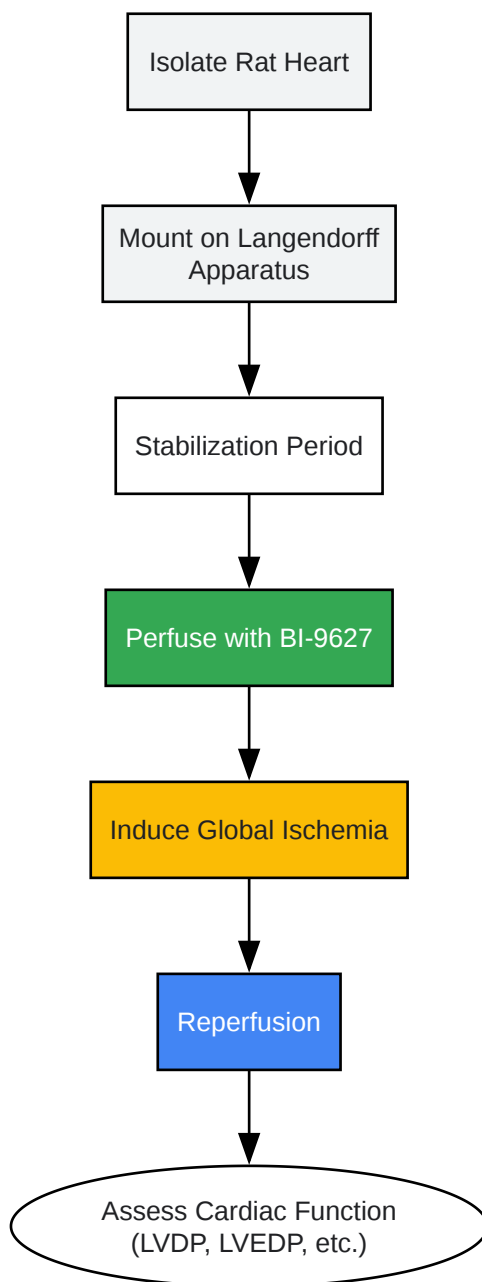 Isolate Rat Heart
Mount on Langendorff
Apparatus
Stabilization Period
Perfuse with BI-9627
Induce Global Ischemia
Reperfusion
Assess Cardiac Function
(LVDP, LVEDP, etc.)